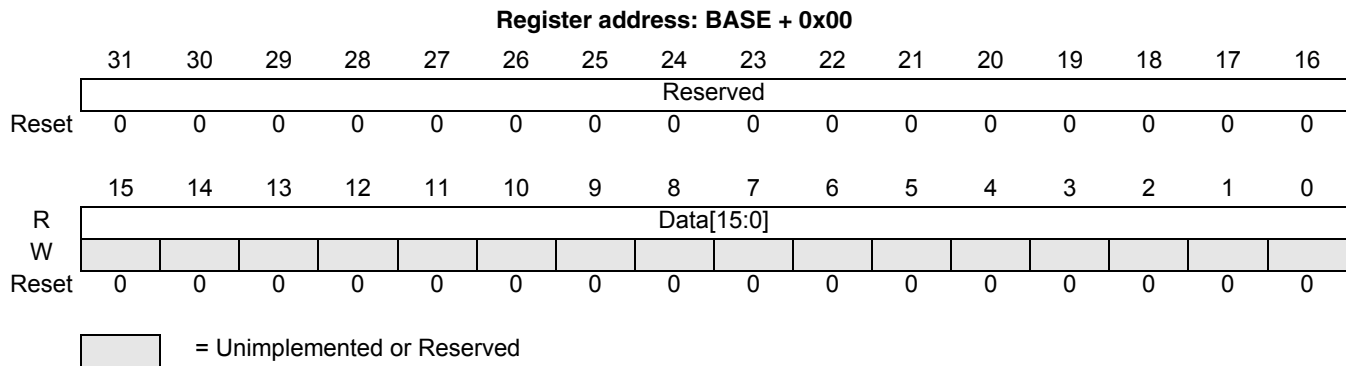 Register address: BASE + 0x00
31 30 29 28 27 26 25 24 23 22 21 20 19 18 17 16
Reserved
Reset 0 0 0 0 0 0 0 0 0 0 0 0 0 0 0 0
15 14 13 12 11 10 9 8 7 6 5 4 3 2 1 0
R Data[15:0]
W
Reset 0 0 0 0 0 0 0 0 0 0 0 0 0 0 0 0
= Unimplemented or Reserved